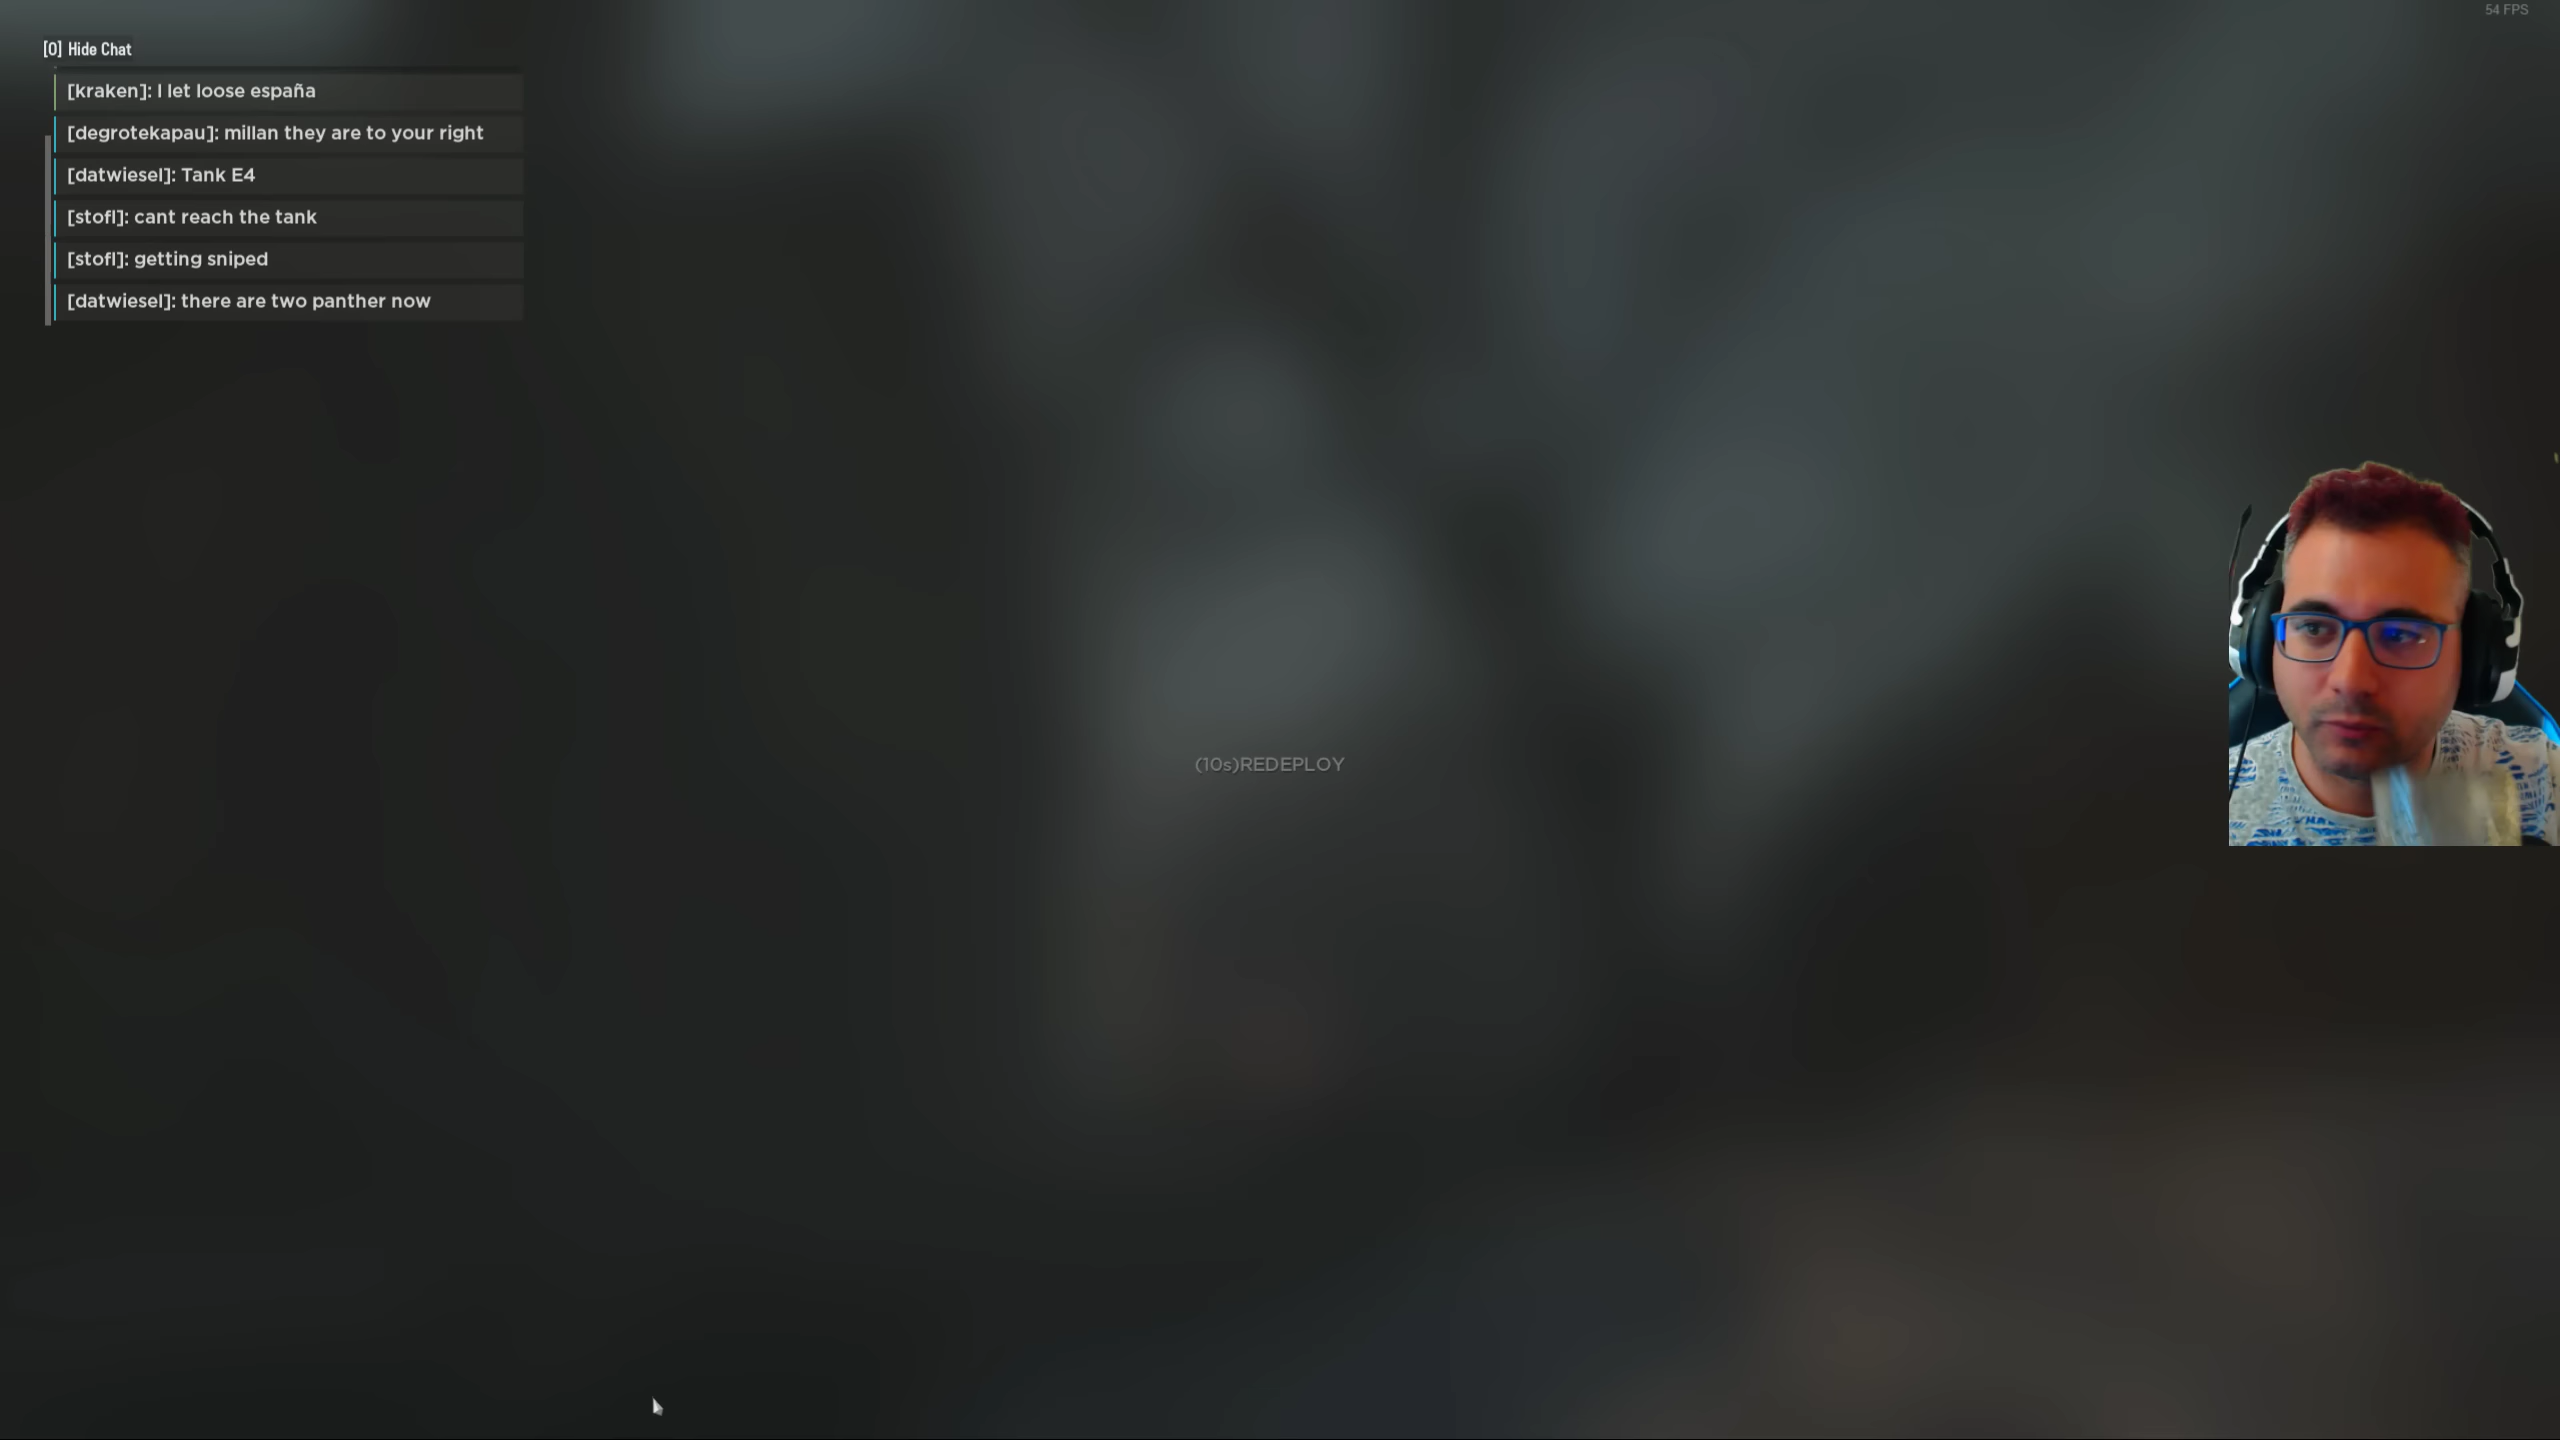 54 FPS
[0] Hide Chat
[kraken]: I let loose españa
[degrotekapau]: millan they are to your right
[datwiesel]: Tank E4
[stofl]: cant reach the tank
[stofl]: getting sniped
[datwiesel]: there are two panther now
(10s)REDEPLOY